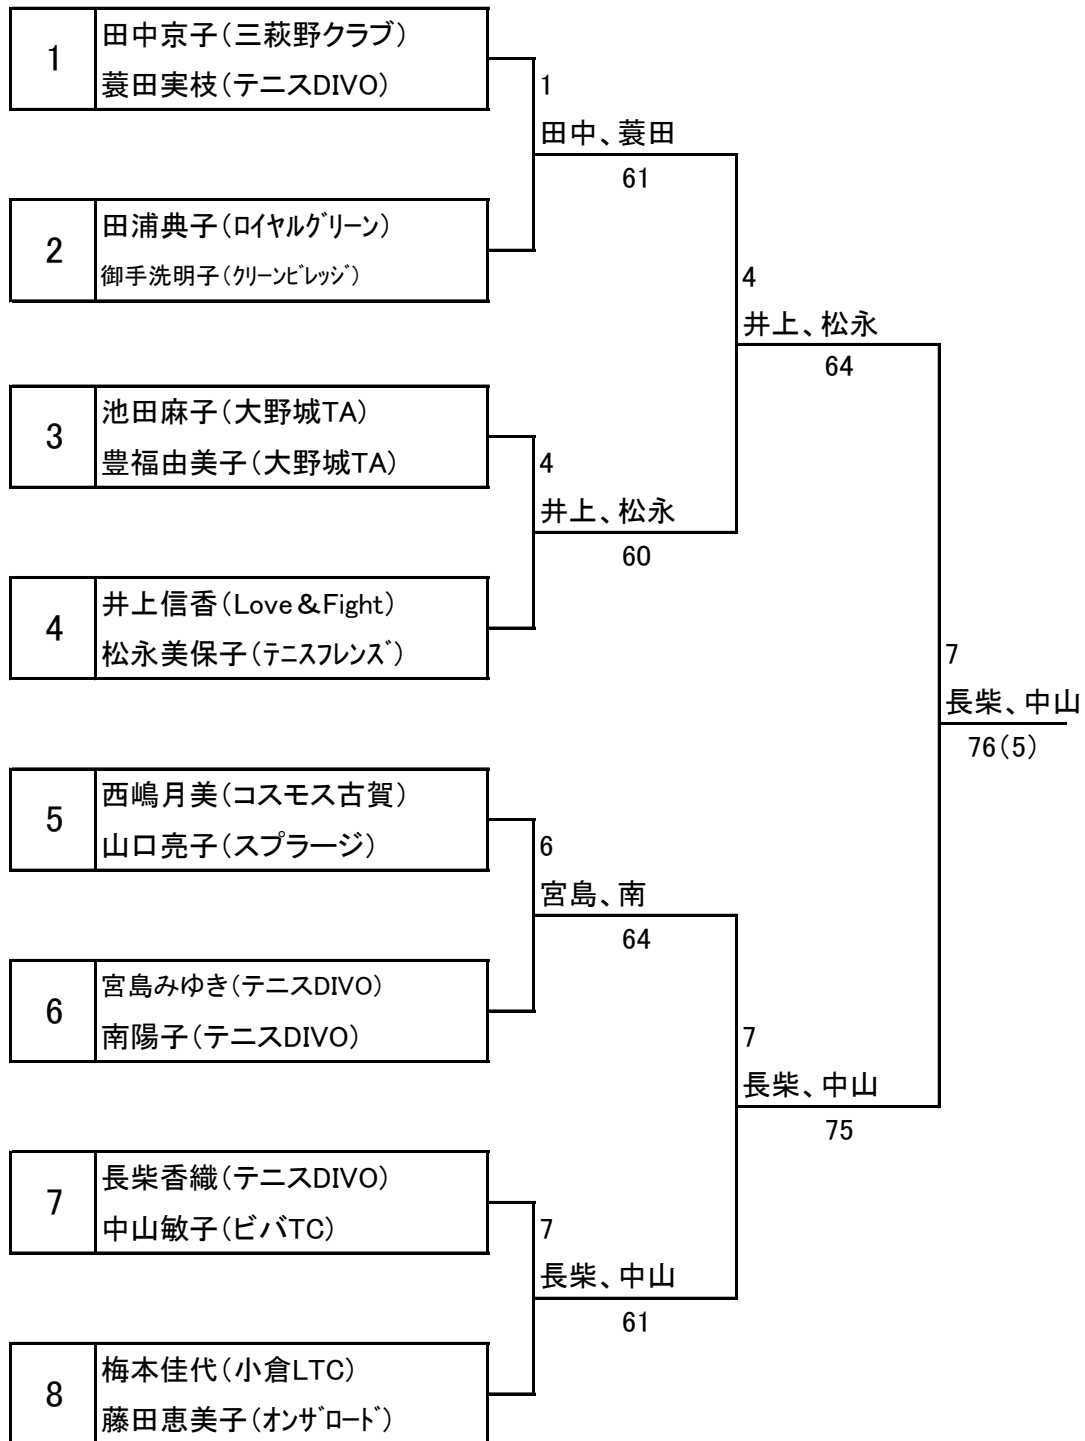 1
田中京子(三萩野クラブ)
蓑田実枝(テニスDIVO)
1
田中、蓑田
61
2
田浦典子(ロイヤルグリーン)
御手洗明子(クリーンビレッジ)
4
井上、松永
64
3
池田麻子(大野城TA)
豊福由美子(大野城TA)
4
井上、松永
60
4
井上信香(Love&Fight)
松永美保子(テニスフレンズ)
7
長柴、中山
76(5)
5
西嶋月美(コスモス古賀)
山口亮子(スプラージ)
6
宮島、南
64
6
宮島みゆき(テニスDIVO)
南陽子(テニスDIVO)
7
長柴、中山
75
7
長柴香織(テニスDIVO)
中山敏子(ビバTC)
7
長柴、中山
61
8
梅本佳代(小倉LTC)
藤田恵美子(オンザロード)